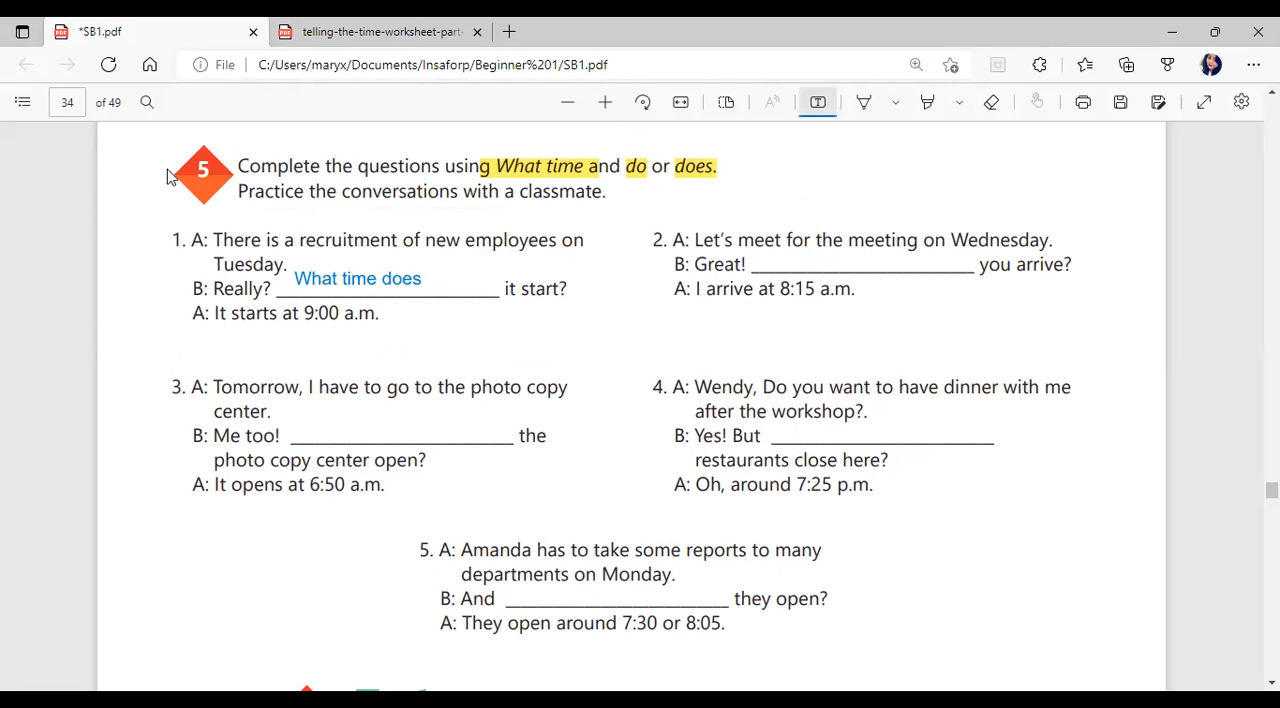 *SB1.pdf
telling-the-time-worksheet-part-
File
C:/Users/maryx/Documents/Insaforp/Beginner%201/SB1.pdf
34
of 49
5
Complete the questions using What time and do or does.
Practice the conversations with a classmate.
1. A: There is a recruitment of new employees on
Tuesday.
What time does
B: Really? ______________________ it start?
A: It starts at 9:00 a.m.
2. A: Let's meet for the meeting on Wednesday.
B: Great! ______________________ you arrive?
A: I arrive at 8:15 a.m.
3. A: Tomorrow, I have to go to the photo copy
center.
B: Me too! ______________________ the
photo copy center open?
A: It opens at 6:50 a.m.
4. A: Wendy, Do you want to have dinner with me
after the workshop?.
B: Yes! But ______________________
restaurants close here?
A: Oh, around 7:25 p.m.
5. A: Amanda has to take some reports to many
departments on Monday.
B: And ______________________ they open?
A: They open around 7:30 or 8:05.